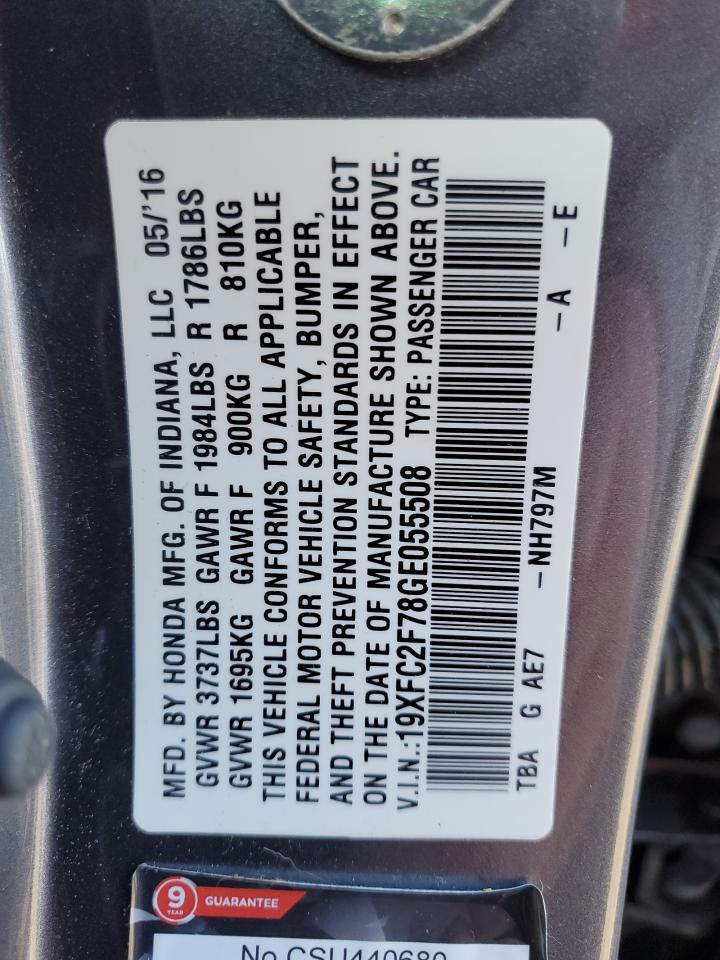 MFD. BY HONDA MFG. OF INDIANA, LLC 05/'16
GVWR 3737LBS GAWR F 1984LBS R 1786LBS
GVWR 1695KG GAWR F 900KG R 810KG
THIS VEHICLE CONFORMS TO ALL APPLICABLE
FEDERAL MOTOR VEHICLE SAFETY, BUMPER,
AND THEFT PREVENTION STANDARDS IN EFFECT
ON THE DATE OF MANUFACTURE SHOWN ABOVE.
V.I.N.:19XFC2F78GE055508 TYPE: PASSENGER CAR
TBA G AE7 –NH797M –A –E
9 YEAR GUARANTEE
No CSU440680